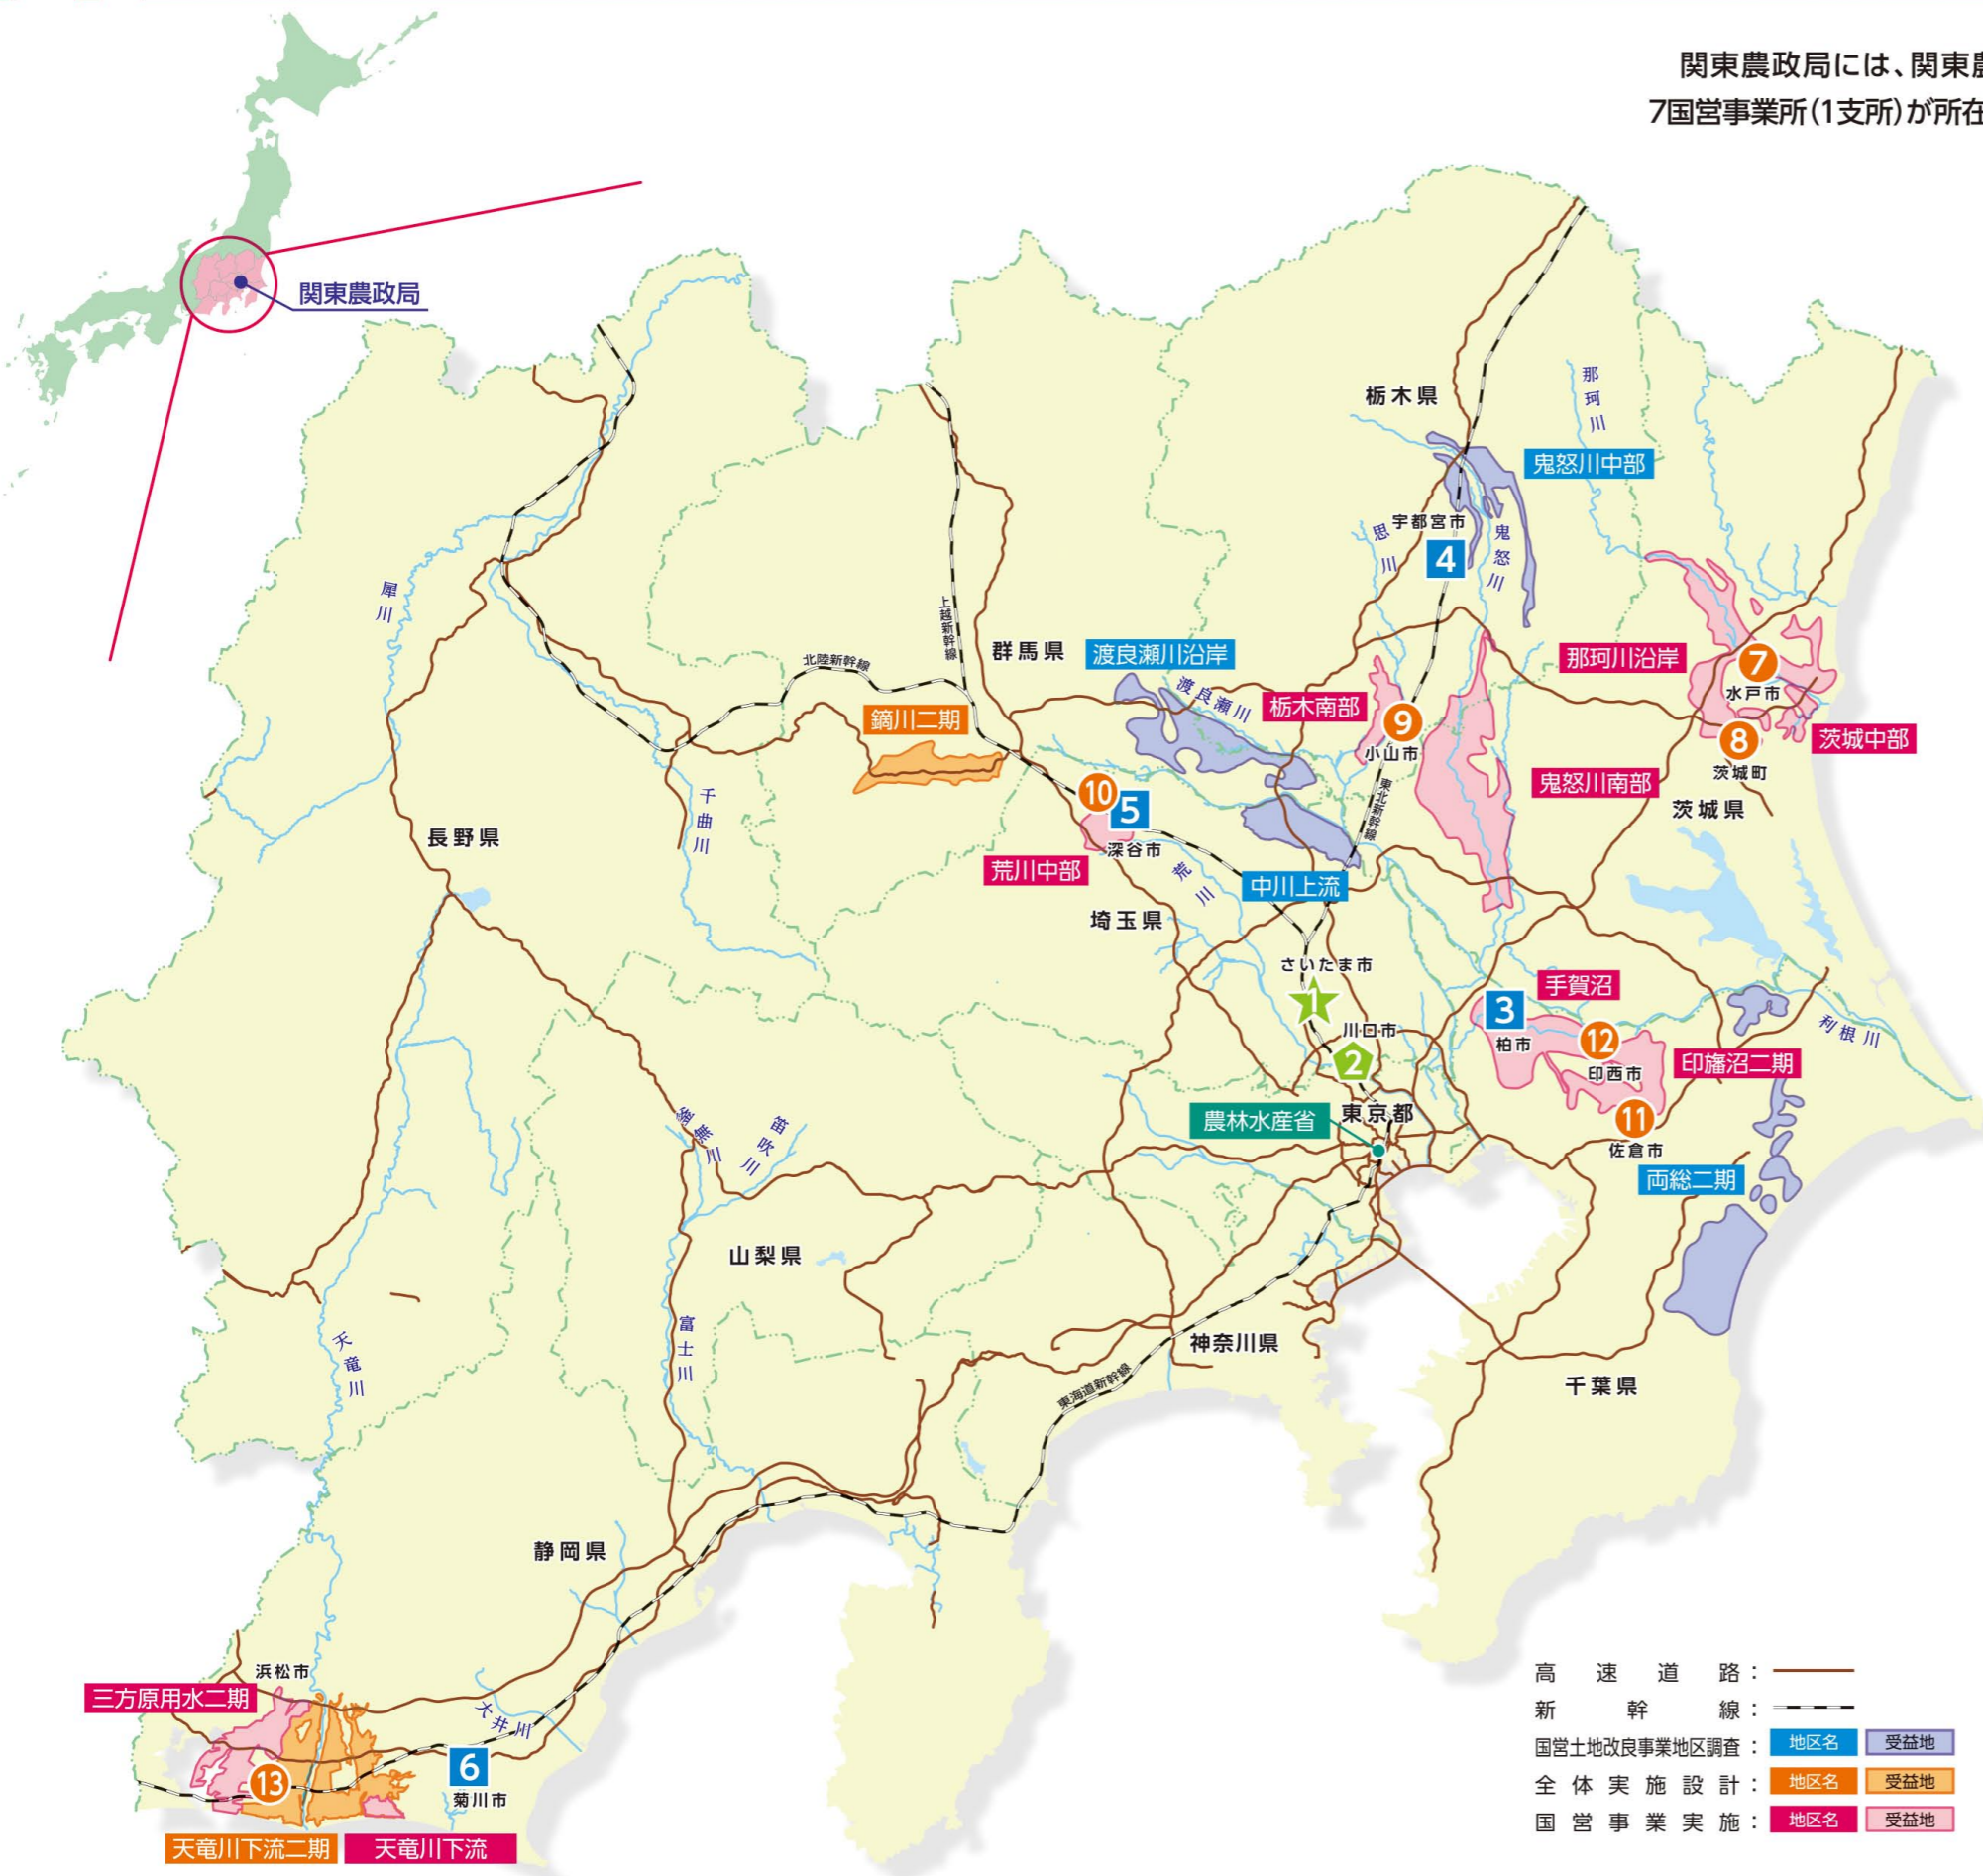 関東農政局には、関東農
7国営事業所(1支所)が所在
関東農政局
栃木県
那珂川
鬼怒川中部
宇都宮市
思川
4
鬼怒川
犀川
上越新幹線
群馬県
渡良瀬川沿岸
北陸新幹線
渡良瀬川
那珂川沿岸
7
水戸市
栃木南部
9
小山市
鏑川二期
8
茨城町
茨城中部
鬼怒川南部
茨城県
東北新幹線
千曲川
10
5
深谷市
長野県
荒川中部
荒川
中川上流
埼玉県
さいたま市
1
手賀沼
3
柏市
利根川
川口市
2
12
印西市
印旛沼二期
農林水産省
東京都
11
佐倉市
釜無川
笛吹川
両総二期
山梨県
富士川
天竜川
神奈川県
東海道新幹線
千葉県
静岡県
浜松市
三方原用水二期
大井川
13
6
菊川市
天竜川下流二期
天竜川下流
高速道路:
新幹線:
国営土地改良事業地区調査: 地区名 受益地
全体実施設計: 地区名 受益地
国営事業実施: 地区名 受益地